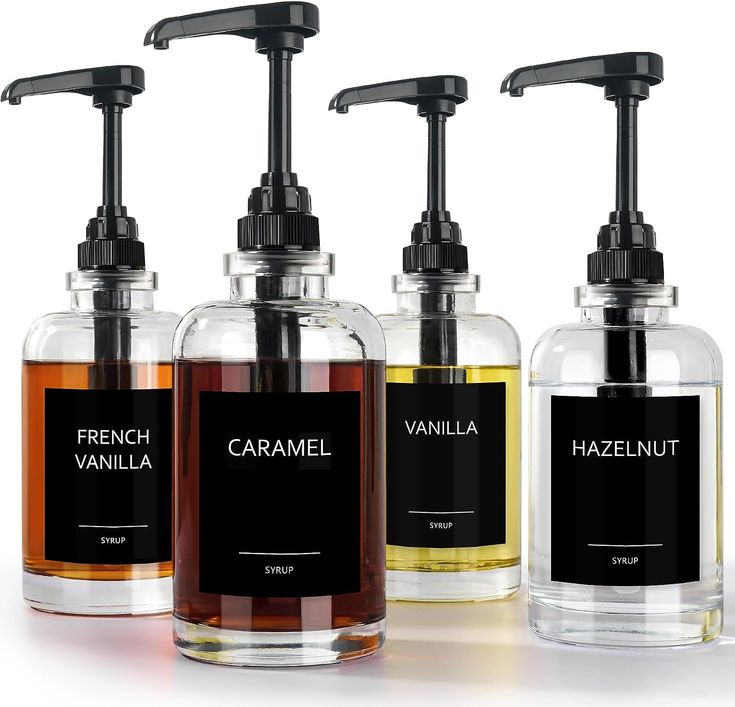 FRENCH
VANILLA
SYRUP
CARAMEL
SYRUP
VANILLA
SYRUP
HAZELNUT
SYRUP